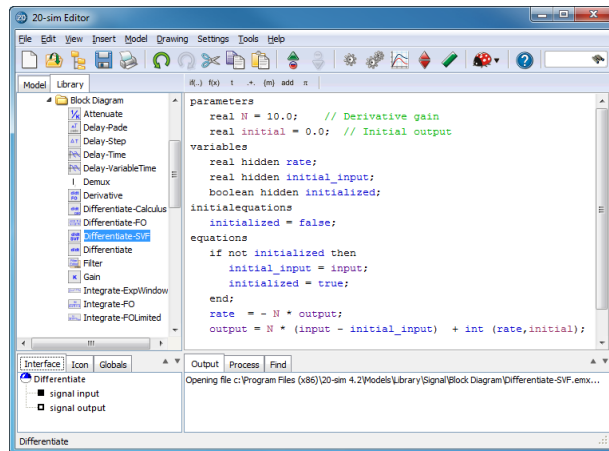 20-sim Editor
File Edit View Insert Model Drawing Settings Tools Help
Model Library
if(..) f(x) t .+. {m} add π
Block Diagram
Attenuate
Delay-Pade
Delay-Step
Delay-Time
Delay-VariableTime
Demux
Derivative
Differentiate-Calculus
Differentiate-FO
Differentiate-SVF
Differentiate
Filter
Gain
Integrate-ExpWindow
Integrate-FO
Integrate-FOLimited
parameters
real N = 10.0; // Derivative gain
real initial = 0.0; // Initial output
variables
real hidden rate;
real hidden initial_input;
boolean hidden initialized;
initialequations
initialized = false;
equations
if not initialized then
initial_input = input;
initialized = true;
end;
rate = - N * output;
output = N * (input - initial_input) + int (rate,initial);
Interface Icon Globals
Differentiate
signal input
signal output
Output Process Find
Opening file c:\Program Files (x86)\20-sim 4.2\Models\Library\Signal\Block Diagram\Differentiate-SVF.emx...
Differentiate